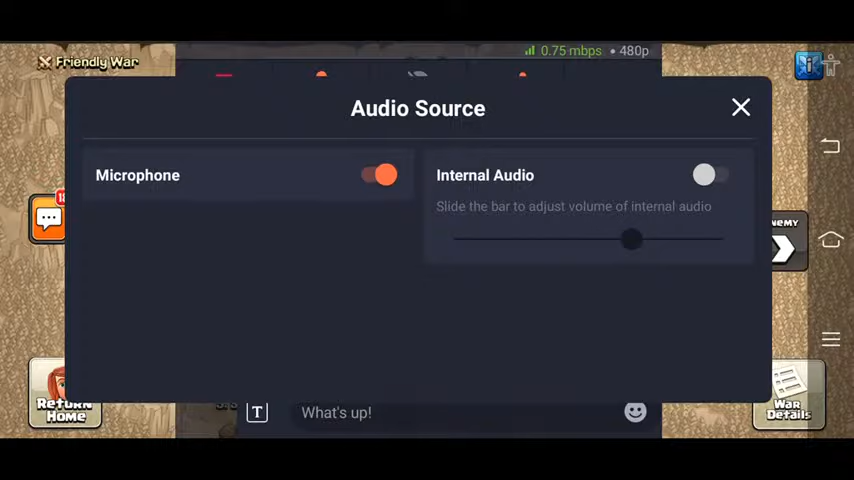 Friendly War
0.75 mbps • 480p
Audio Source
Microphone
Internal Audio
Slide the bar to adjust volume of internal audio
NEMY
Return
Home
T
What's up!
War
Details